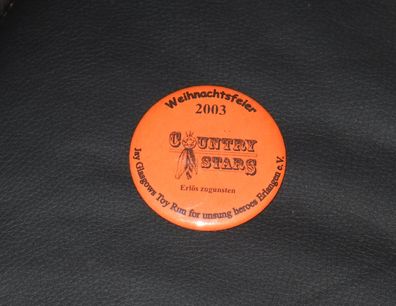 Weihnachtsfeier
2003
COUNTRY
STARS
Erlös zugunsten
Jay Glasgows Toy Run for unsung heroes Erlangen e.V.